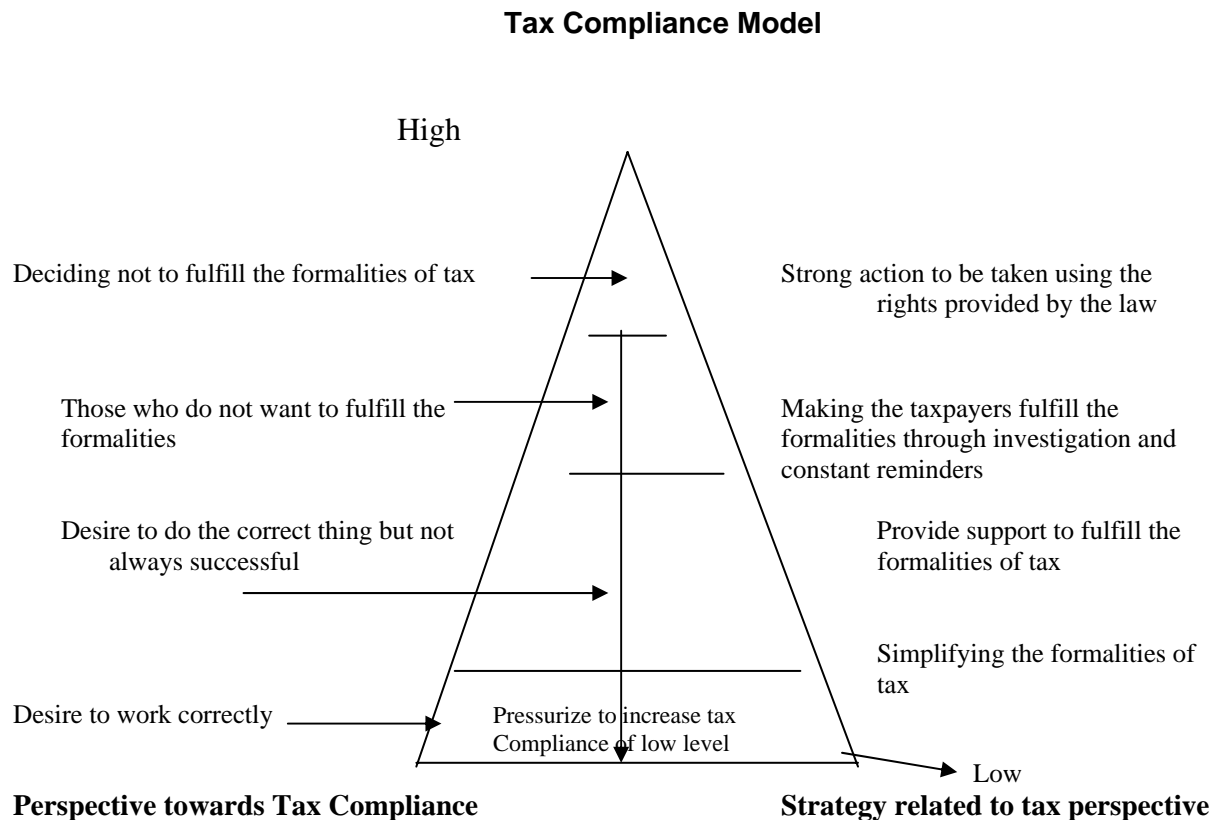 Tax Compliance Model
High
Deciding not to fulfill the formalities of tax
Strong action to be taken using the
rights provided by the law
Those who do not want to fulfill the
formalities
Making the taxpayers fulfill the
formalities through investigation and
constant reminders
Desire to do the correct thing but not
always successful
Provide support to fulfill the
formalities of tax
Simplifying the formalities of
tax
Desire to work correctly
Pressurize to increase tax
Compliance of low level
Low
Perspective towards Tax Compliance
Strategy related to tax perspective